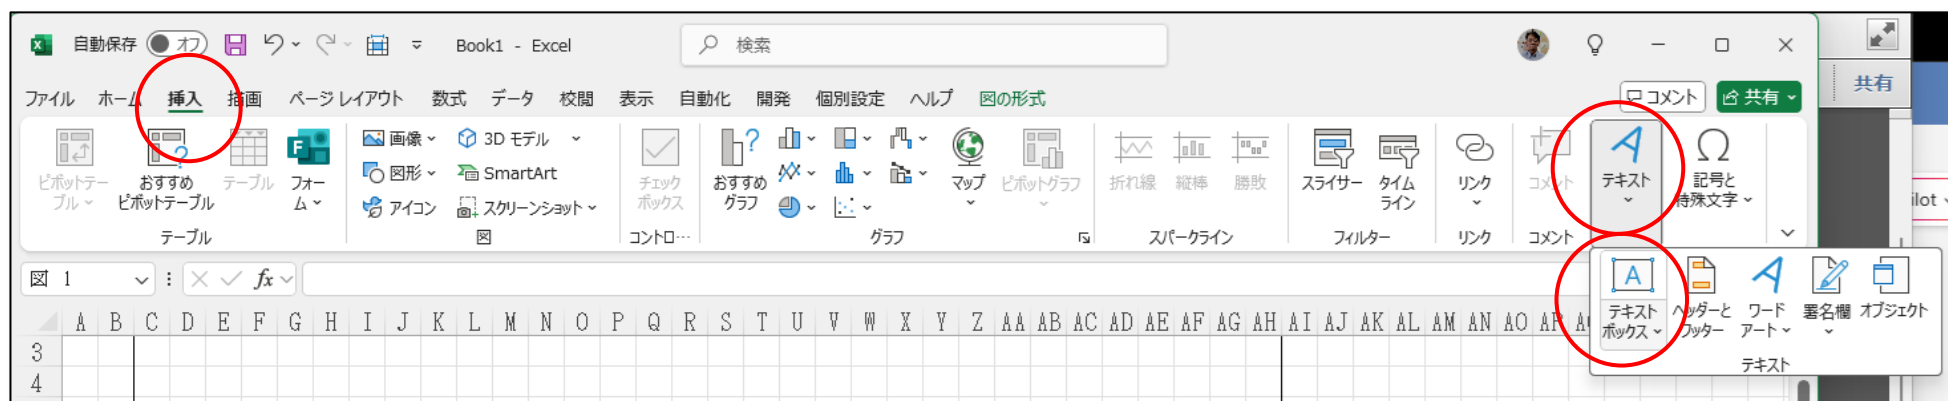 自動保存 オフ Book1 - Excel 検索
共有
ファイル ホーム 挿入 描画 ページ レイアウト 数式 データ 校閲 表示 自動化 開発 個別設定 ヘルプ 図の形式 コメント 共有
ピボットテーブル おすすめピボットテーブル テーブル フォーム
画像 3D モデル
図形 SmartArt
アイコン スクリーンショット
チェックボックス おすすめグラフ マップ ピボットグラフ 折れ線 縦棒 勝敗 スライサー タイムライン リンク コメント テキスト 記号と特殊文字
ilot
テーブル 図 コントロ… グラフ スパークライン フィルター リンク コメント
図 1 fx
テキストボックス ヘッダーとフッター ワードアート 署名欄 オブジェクト
テキスト
A B C D E F G H I J K L M N O P Q R S T U V W X Y Z AA AB AC AD AE AF AG AH AI AJ AK AL AM AN AO AP
3
4